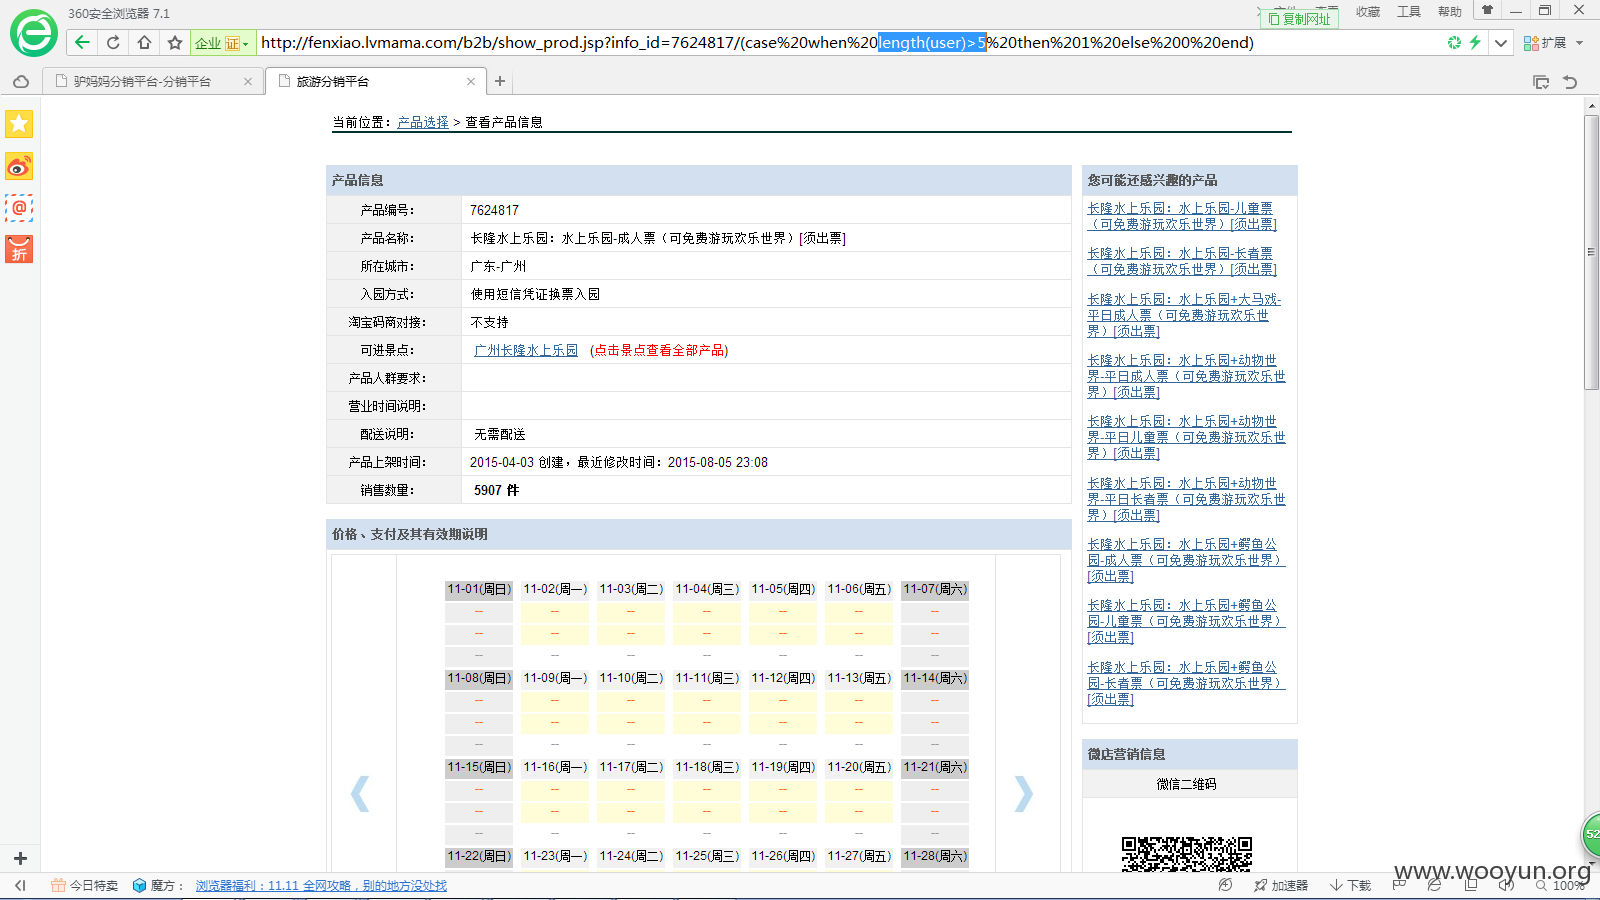 360安全浏览器 7.1
收藏 工具 帮助
复制网址
企业 证
http://fenxiao.lvmama.com/b2b/show_prod.jsp?info_id=7624817/(case%20when%20length(user)>5%20then%201%20else%200%20end)
扩展
驴妈妈分销平台-分销平台
旅游分销平台
当前位置：产品选择 > 查看产品信息
产品信息
产品编号： 7624817
产品名称： 长隆水上乐园：水上乐园-成人票（可免费游玩欢乐世界）[须出票]
所在城市： 广东-广州
入园方式： 使用短信凭证换票入园
淘宝码商对接： 不支持
可进景点： 广州长隆水上乐园 (点击景点查看全部产品)
产品人群要求：
营业时间说明：
配送说明： 无需配送
产品上架时间： 2015-04-03 创建，最近修改时间：2015-08-05 23:08
销售数量： 5907 件
价格、支付及其有效期说明
11-01(周日) 11-02(周一) 11-03(周二) 11-04(周三) 11-05(周四) 11-06(周五) 11-07(周六)
-- -- -- -- -- -- --
-- -- -- -- -- -- --
-- -- -- -- -- -- --
11-08(周日) 11-09(周一) 11-10(周二) 11-11(周三) 11-12(周四) 11-13(周五) 11-14(周六)
-- -- -- -- -- -- --
-- -- -- -- -- -- --
-- -- -- -- -- -- --
11-15(周日) 11-16(周一) 11-17(周二) 11-18(周三) 11-19(周四) 11-20(周五) 11-21(周六)
-- -- -- -- -- -- --
-- -- -- -- -- -- --
-- -- -- -- -- -- --
11-22(周日) 11-23(周一) 11-24(周二) 11-25(周三) 11-26(周四) 11-27(周五) 11-28(周六)
您可能还感兴趣的产品
长隆水上乐园：水上乐园-儿童票
（可免费游玩欢乐世界）[须出票]
长隆水上乐园：水上乐园-长者票
（可免费游玩欢乐世界）[须出票]
长隆水上乐园：水上乐园+大马戏-
平日成人票（可免费游玩欢乐世
界）[须出票]
长隆水上乐园：水上乐园+动物世
界-平日成人票（可免费游玩欢乐世
界）[须出票]
长隆水上乐园：水上乐园+动物世
界-平日儿童票（可免费游玩欢乐世
界）[须出票]
长隆水上乐园：水上乐园+动物世
界-平日长者票（可免费游玩欢乐世
界）[须出票]
长隆水上乐园：水上乐园+鳄鱼公
园-成人票（可免费游玩欢乐世界）
[须出票]
长隆水上乐园：水上乐园+鳄鱼公
园-儿童票（可免费游玩欢乐世界）
[须出票]
长隆水上乐园：水上乐园+鳄鱼公
园-长者票（可免费游玩欢乐世界）
[须出票]
微店营销信息
微信二维码
折
52
www.wooyun.org
今日特卖 魔方： 浏览器福利：11.11 全网攻略，别的地方没处找
加速器 下载 100%